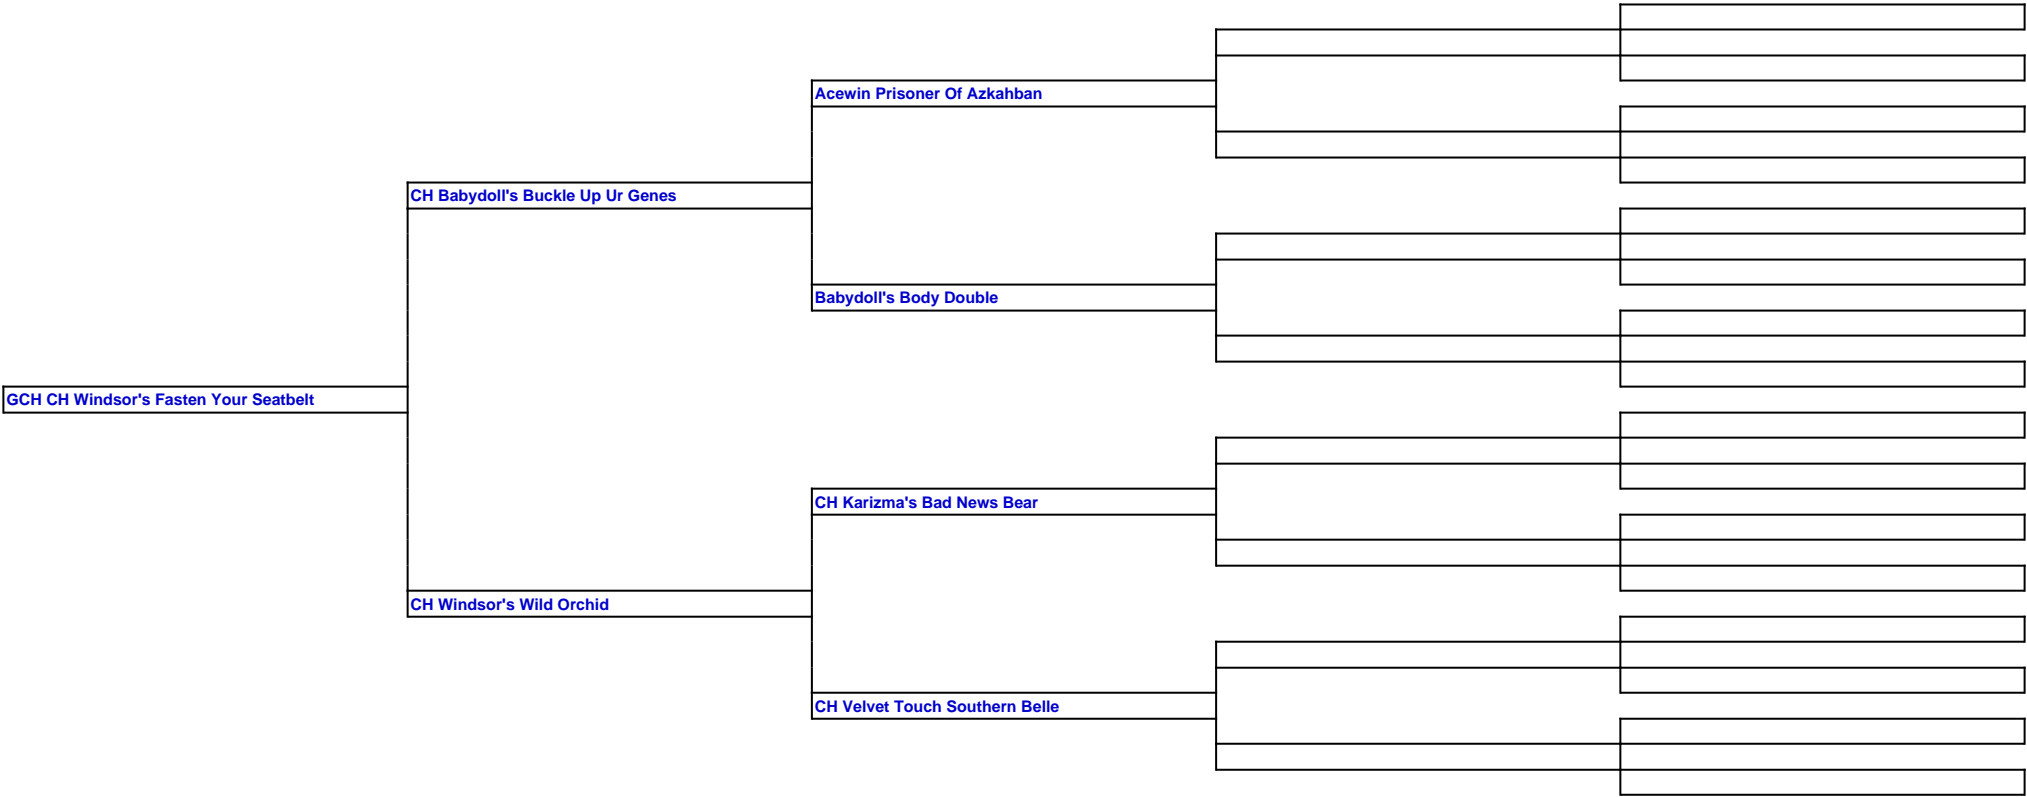 Acewin Prisoner Of Azkahban
CH Babydoll's Buckle Up Ur Genes
Babydoll's Body Double
GCH CH Windsor's Fasten Your Seatbelt
CH Karizma's Bad News Bear
CH Windsor's Wild Orchid
CH Velvet Touch Southern Belle